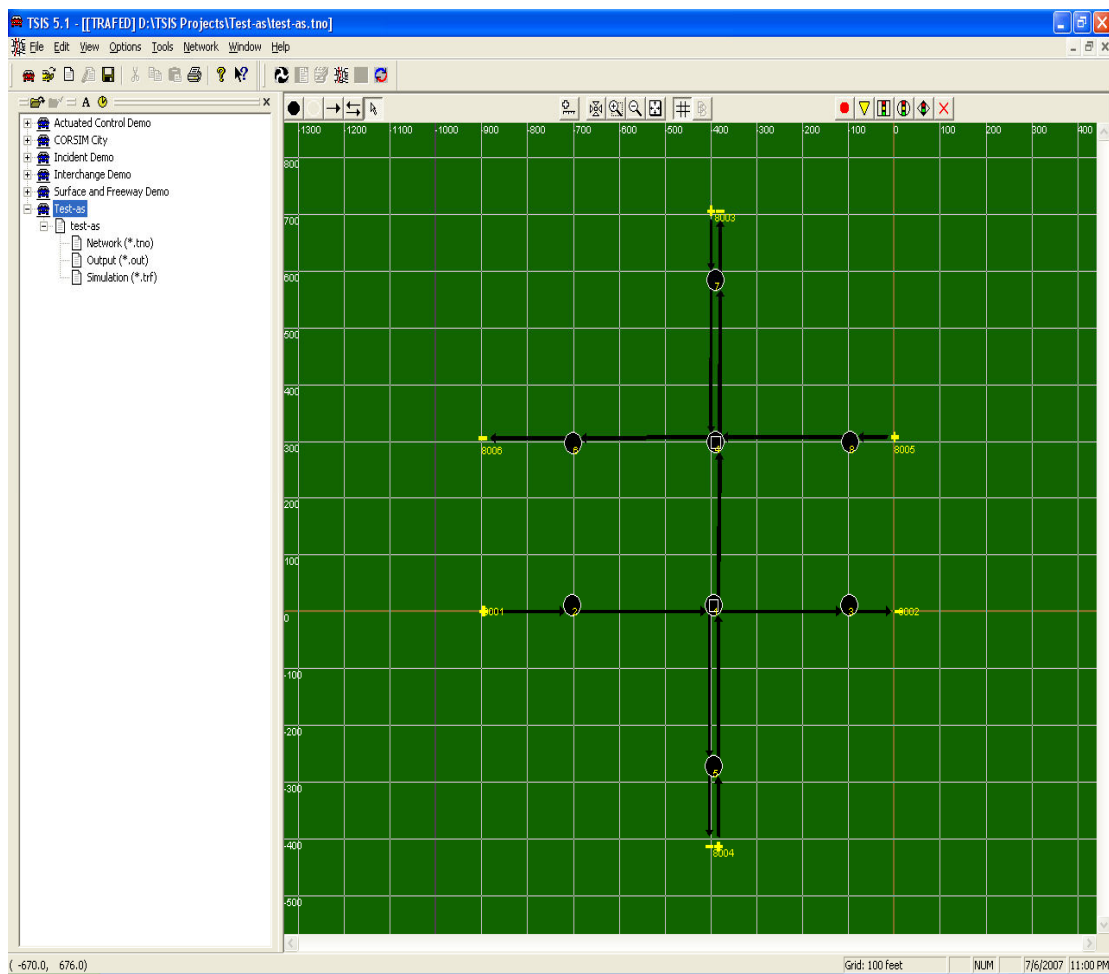 TSIS 5.1 - [[TRAFED] D:\TSIS Projects\Test-as\test-as.tno]
File Edit View Options Tools Network Window Help
A
Actuated Control Demo
CORSIM City
Incident Demo
Interchange Demo
Surface and Freeway Demo
Test-as
test-as
Network (*.tno)
Output (*.out)
Simulation (*.trf)
-1300 -1100 -1000 -900 -700 -600 -500 -400 -300 -200 -100 0 100 200 300 400
800
700
8003
600
7
500
400
300
8006 6 8 8005
200
100
0
8001 2 3 8002
-100
-200
5
-300
-400
8004
-500
( -670.0, 676.0) Grid: 100 feet NUM 7/6/2007 11:00 PM